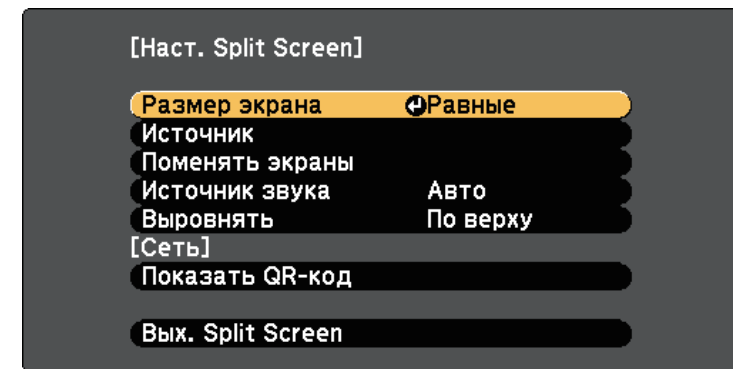 [Наст. Split Screen]
Размер экрана Равные
Источник
Поменять экраны
Источник звука Авто
Выровнять По верху
[Сеть]
Показать QR-код
Вых. Split Screen